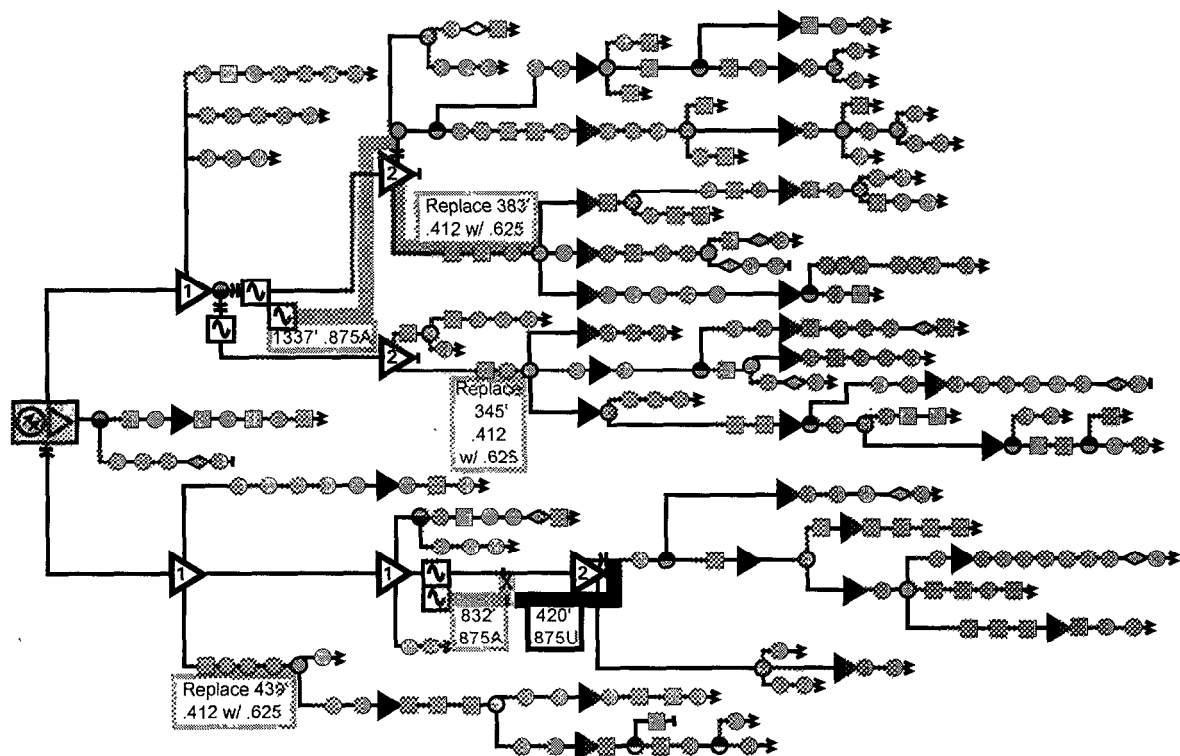 2
Replace 383'
.412 w/ .625
1
1337' .875A
2
Replace
345'
.412
w/ .625
1
1
2
832'
875A
420'
875U
Replace 439'
.412 w/ .625